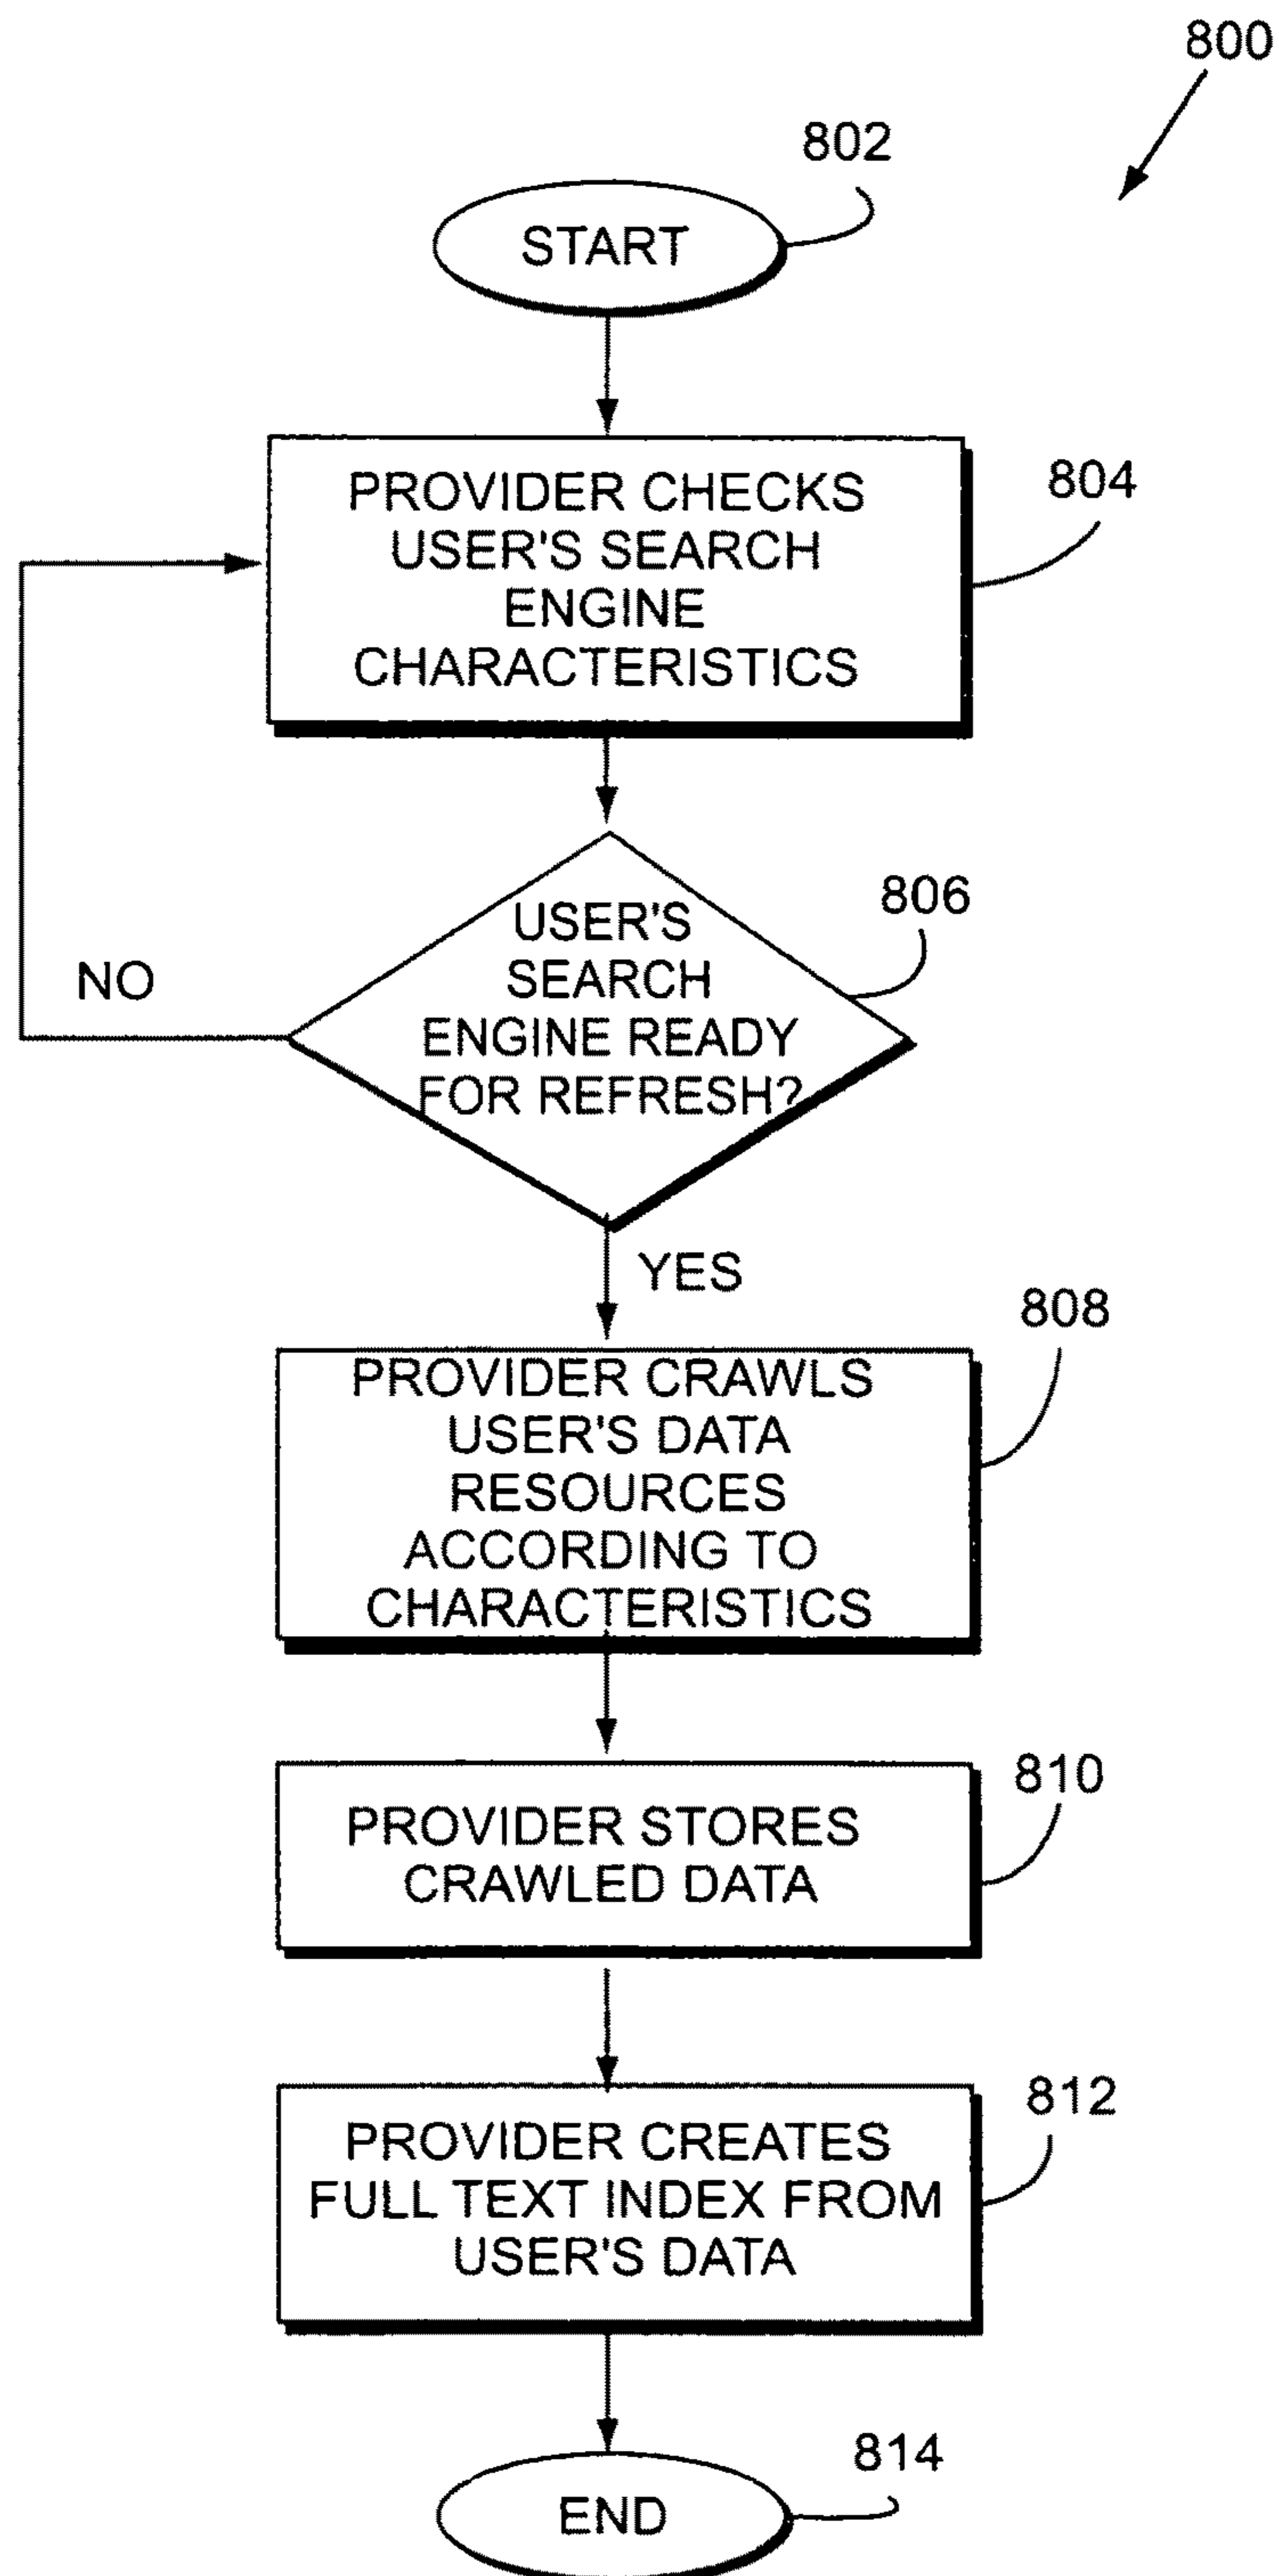 800
802
START
PROVIDER CHECKS
USER'S SEARCH
ENGINE
CHARACTERISTICS
804
USER'S
SEARCH
ENGINE READY
FOR REFRESH?
806
NO
YES
PROVIDER CRAWLS
USER'S DATA
RESOURCES
ACCORDING TO
CHARACTERISTICS
808
PROVIDER STORES
CRAWLED DATA
810
PROVIDER CREATES
FULL TEXT INDEX FROM
USER'S DATA
812
END
814